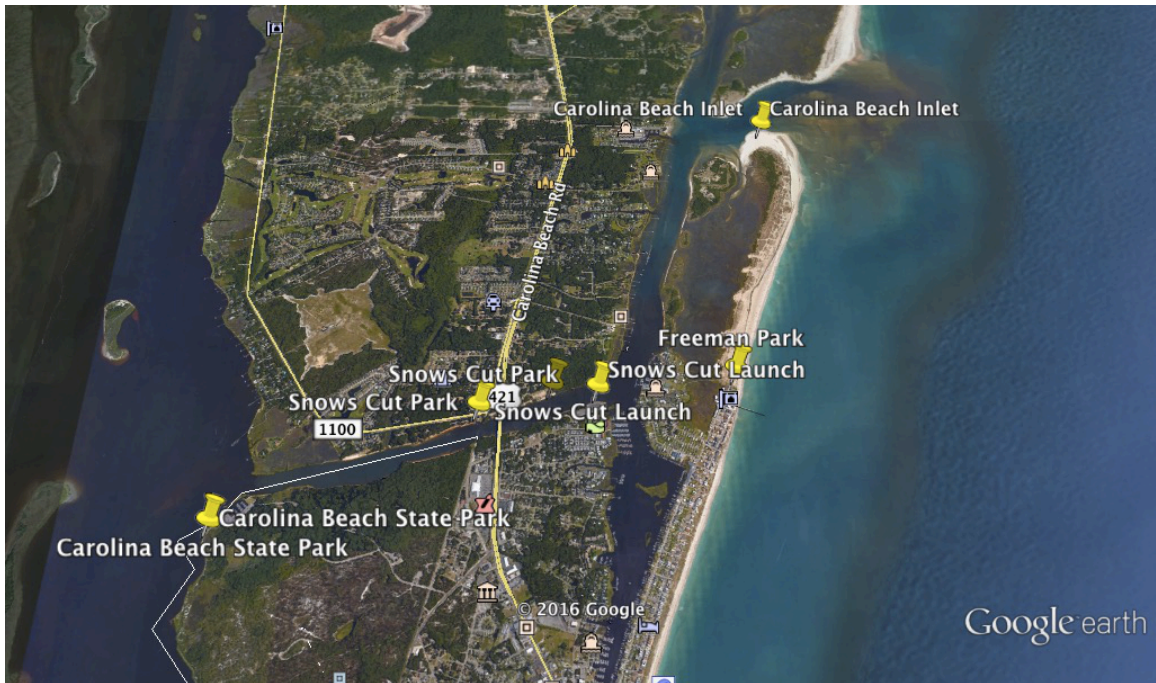 Carolina Beach Inlet
Carolina Beach Inlet
Carolina Beach Rd
Freeman Park
Snows Cut Park
Snows Cut Launch
Snows Cut Park
421
Snows Cut Launch
1100
Carolina Beach State Park
Carolina Beach State Park
© 2016 Google
Google earth